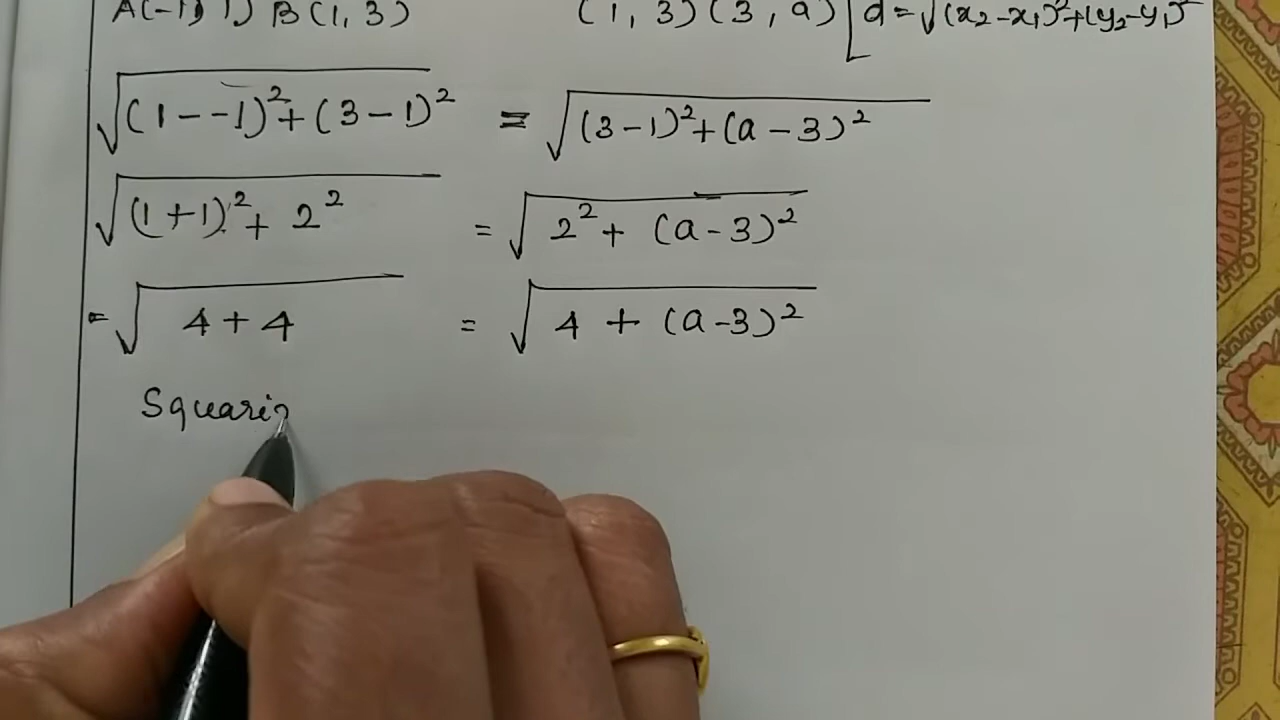 A(-1, 1) B(1, 3) (1, 3) (3, a) d = √(x₂-x₁)²+(y₂-y₁)²
√(1--1)²+(3-1)² = √(3-1)²+(a-3)²
√(1+1)²+ 2² = √2²+ (a-3)²
= √4+4 = √4 + (a-3)²
Squarin